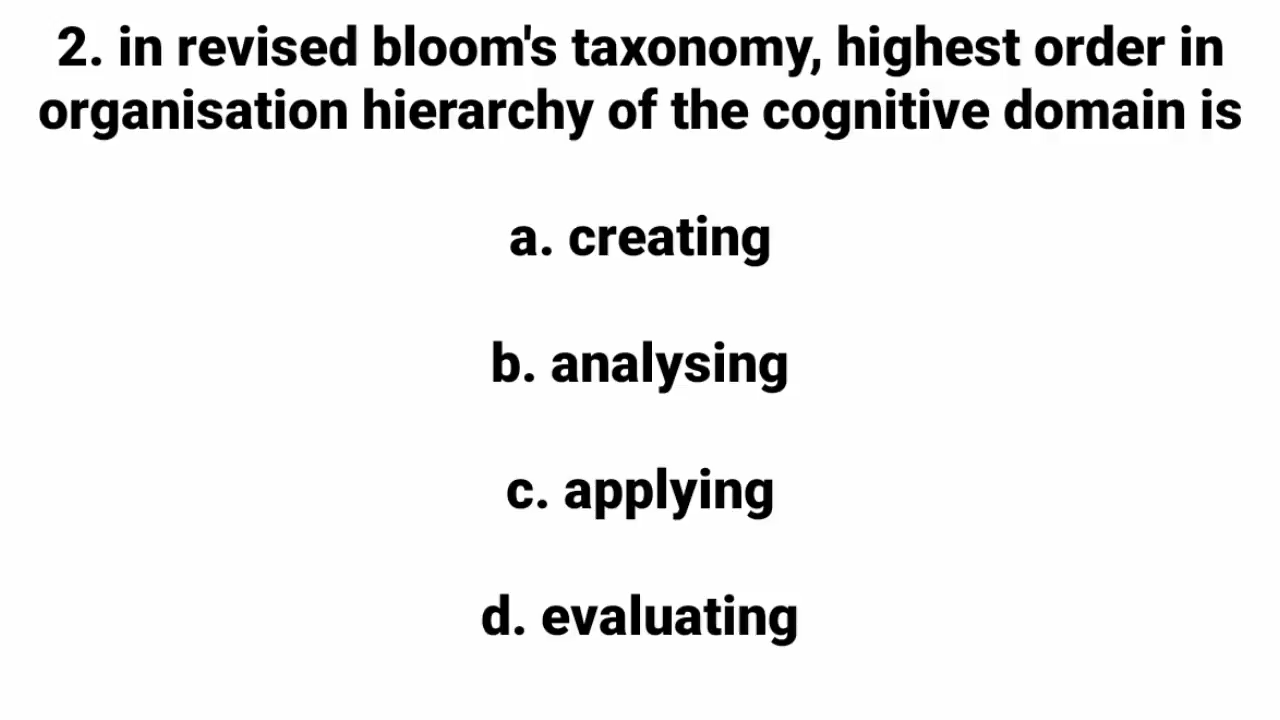 2. in revised bloom's taxonomy, highest order in
organisation hierarchy of the cognitive domain is
a. creating
b. analysing
c. applying
d. evaluating